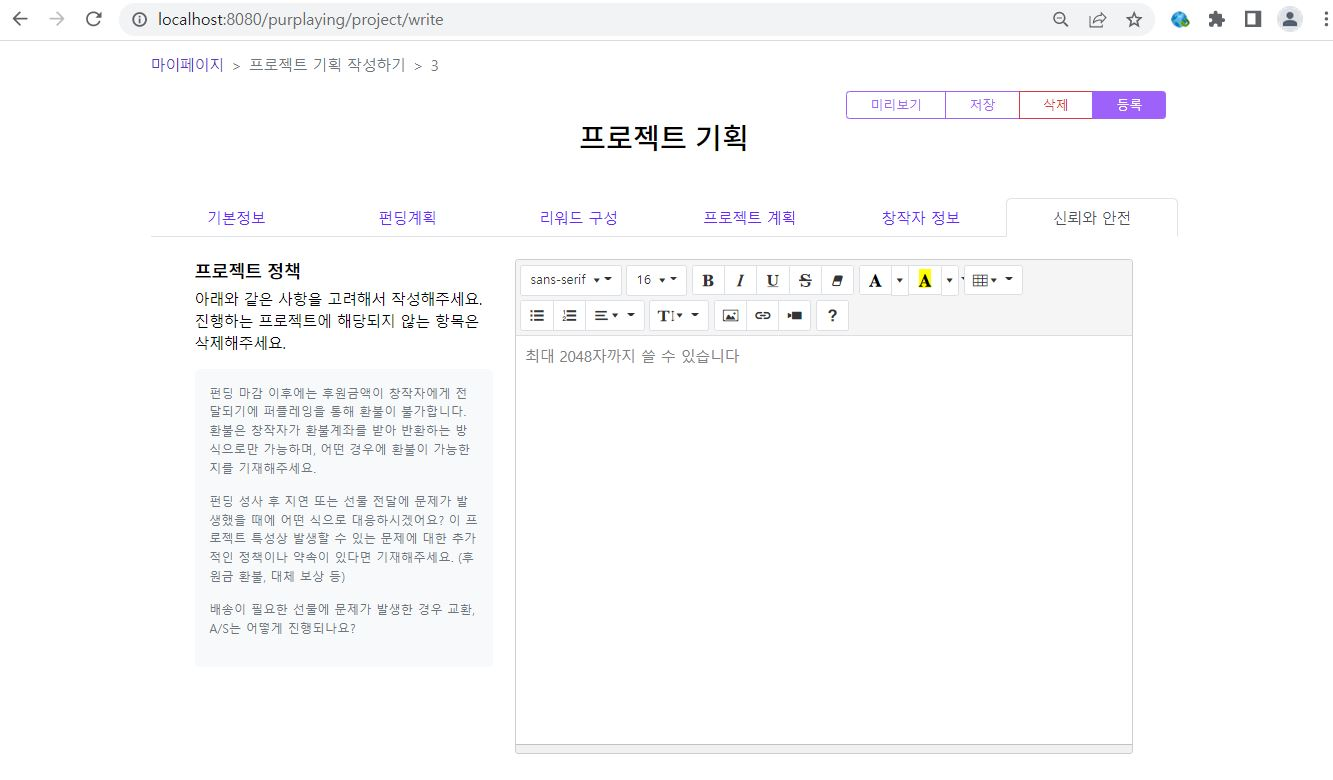 localhost:8080/purplaying/project/write
마이페이지 > 프로젝트 기획 작성하기 > 3
미리보기 저장 삭제 등록
프로젝트 기획
기본정보 펀딩계획 리워드 구성 프로젝트 계획 창작자 정보 신뢰와 안전
프로젝트 정책
아래와 같은 사항을 고려해서 작성해주세요.
진행하는 프로젝트에 해당되지 않는 항목은
삭제해주세요.
펀딩 마감 이후에는 후원금액이 창작자에게 전
달되기에 퍼플레잉을 통해 환불이 불가합니다.
환불은 창작자가 환불계좌를 받아 반환하는 방
식으로만 가능하며, 어떤 경우에 환불이 가능한
지를 기재해주세요.
펀딩 성사 후 지연 또는 선물 전달에 문제가 발
생했을 때에 어떤 식으로 대응하시겠어요? 이 프
로젝트 특성상 발생할 수 있는 문제에 대한 추가
적인 정책이나 약속이 있다면 기재해주세요. (후
원금 환불, 대체 보상 등)
배송이 필요한 선물에 문제가 발생한 경우 교환,
A/S는 어떻게 진행되나요?
sans-serif 16 B I U S A A
T ?
최대 2048자까지 쓸 수 있습니다